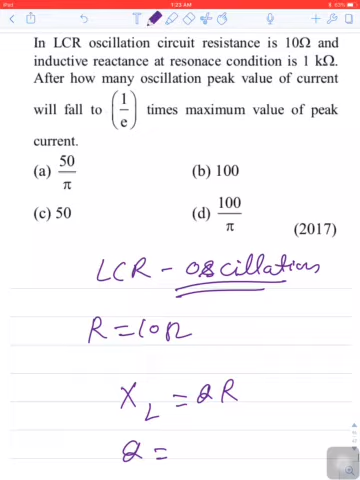 iPad 1:23 AM 83%
In LCR oscillation circuit resistance is 10Ω and
inductive reactance at resonace condition is 1 kΩ.
After how many oscillation peak value of current
will fall to (1/e) times maximum value of peak
current.
(a) 50/π (b) 100
(c) 50 (d) 100/π
(2017)
LCR - oscillations
R = 10Ω
X_L = QR
Q =